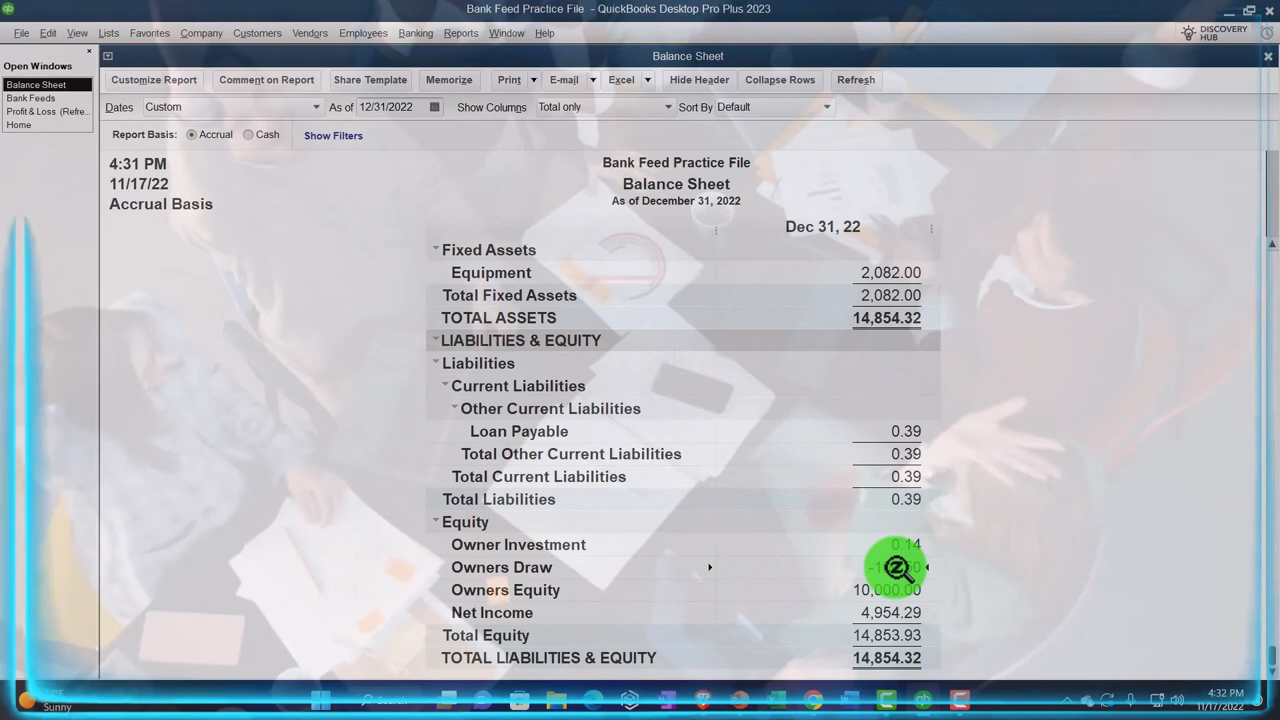 Bank Feed Practice File - QuickBooks Desktop Pro Plus 2023
File Edit View Lists Favorites Company Customers Vendors Employees Banking Reports Window Help
DISCOVERY HUB
Open Windows
Balance Sheet
Bank Feeds
Profit & Loss (Refre...
Home
Balance Sheet
Customize Report Comment on Report Share Template Memorize Print E-mail Excel Hide Header Collapse Rows Refresh
Dates Custom As of 12/31/2022 Show Columns Total only Sort By Default
Report Basis: Accrual Cash Show Filters
4:31 PM
11/17/22
Accrual Basis
Bank Feed Practice File
Balance Sheet
As of December 31, 2022
Dec 31, 22
Fixed Assets
Equipment 2,082.00
Total Fixed Assets 2,082.00
TOTAL ASSETS 14,854.32
LIABILITIES & EQUITY
Liabilities
Current Liabilities
Other Current Liabilities
Loan Payable 0.39
Total Other Current Liabilities 0.39
Total Current Liabilities 0.39
Total Liabilities 0.39
Equity
Owner Investment 0.14
Owners Draw
Owners Equity 10,000.00
Net Income 4,954.29
Total Equity 14,853.93
TOTAL LIABILITIES & EQUITY 14,854.32
Sunny
Search
4:32 PM
11/17/2022